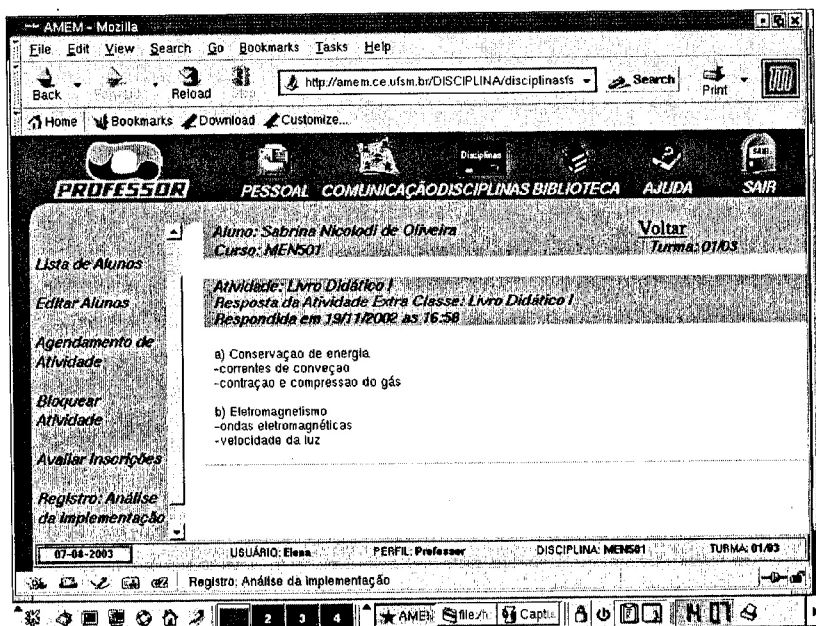 AMEM - Mozilla
File Edit View Search Go Bookmarks Tasks Help
Back Reload http://amem.ce.ufsm.br/DISCIPLINA/disciplinasfs Search Print
Home Bookmarks Download Customize...
Disciplinas
SAIR
PROFESSOR PESSOAL COMUNICAÇÃO DISCIPLINAS BIBLIOTECA AJUDA SAIR
Aluno: Sabrina Nicolodi de Oliveira Voltar
Curso: MEN501 Turma: 01/03
Lista de Alunos
Editar Alunos
Agendamento de
Atividade
Bloquear
Atividade
Avaliar Inscrições
Registro: Análise
da Implementação
Atividade: Livro Didático I
Resposta da Atividade Extra Classe: Livro Didático I
Respondida em 19/11/2002 as 16:58
a) Conservaçao de energia
-correntes de conveçao
-contraçao e compressao do gás
b) Eletromagnetismo
-ondas eletromagnéticas
-velocidade da luz
07-08-2003 USUÁRIO: Elena PERFIL: Professor DISCIPLINA: MEN501 TURMA: 01/03
Registro: Análise da implementação
2 3 4 AMEM file:/h Captu